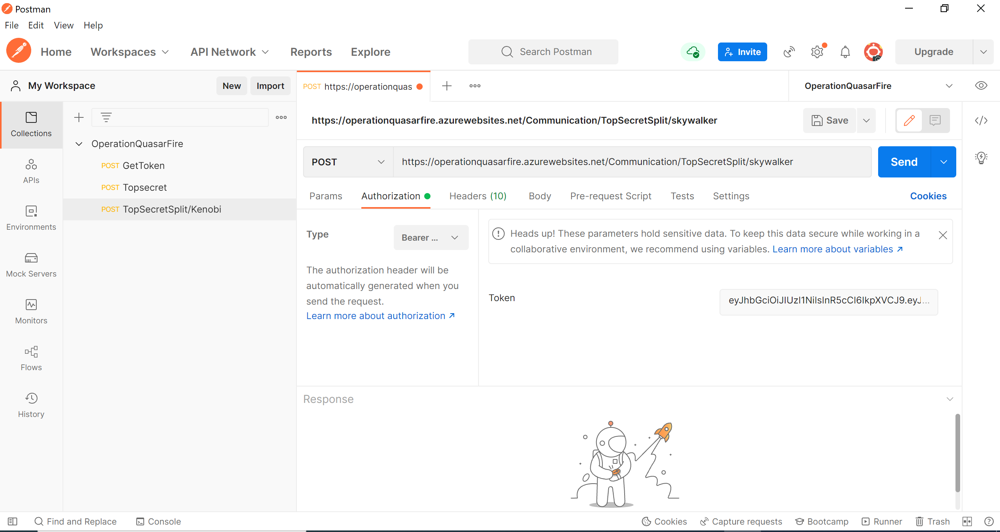 Postman
File Edit View Help
Home Workspaces API Network Reports Explore Search Postman Invite Upgrade
My Workspace New Import POST https://operationquas OperationQuasarFire
Collections
https://operationquasarfire.azurewebsites.net/Communication/TopSecretSplit/skywalker Save
OperationQuasarFire
POST GetToken
POST Topsecret
POST TopSecretSplit/Kenobi
APIs
Environments
Mock Servers
Monitors
Flows
History
POST https://operationquasarfire.azurewebsites.net/Communication/TopSecretSplit/skywalker Send
Params Authorization Headers (10) Body Pre-request Script Tests Settings Cookies
Type Bearer ...
The authorization header will be
automatically generated when you
send the request.
Learn more about authorization ↗
Heads up! These parameters hold sensitive data. To keep this data secure while working in a
collaborative environment, we recommend using variables. Learn more about variables ↗
Token eyJhbGciOiJIUzI1NiIsInR5cCI6IkpXVCJ9.eyJ...
Response
Find and Replace Console Cookies Capture requests Bootcamp Runner Trash